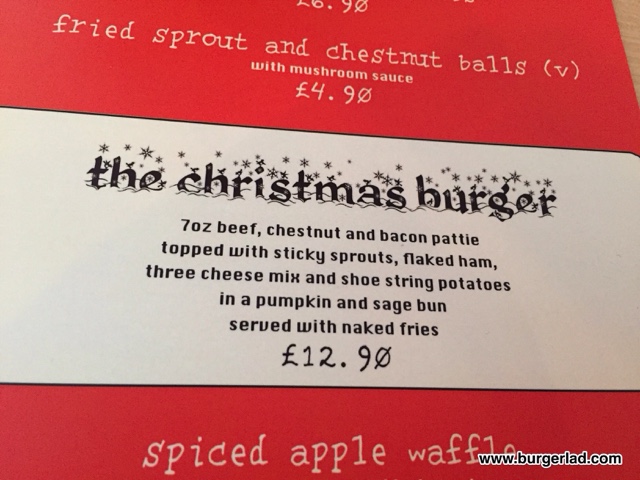 £6.90
fried sprout and chestnut balls (v)
with mushroom sauce
£4.90
the christmas burger
7oz beef, chestnut and bacon pattie
topped with sticky sprouts, flaked ham,
three cheese mix and shoe string potatoes
in a pumpkin and sage bun
served with naked fries
£12.90
spiced apple waffle
www.burgerlad.com